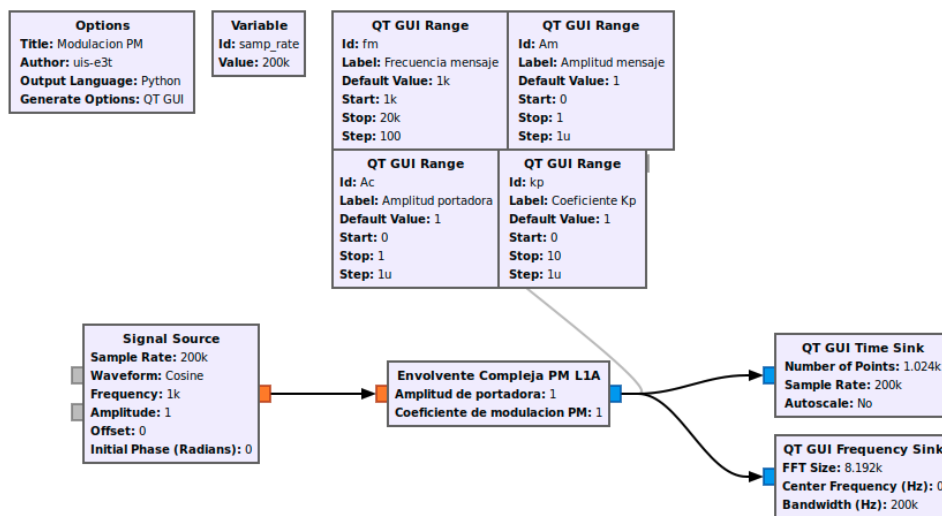 Options
Title: Modulacion PM
Author: uis-e3t
Output Language: Python
Generate Options: QT GUI
Variable
Id: samp_rate
Value: 200k
QT GUI Range
Id: fm
Label: Frecuencia mensaje
Default Value: 1k
Start: 1k
Stop: 20k
Step: 100
QT GUI Range
Id: Am
Label: Amplitud mensaje
Default Value: 1
Start: 0
Stop: 1
Step: 1u
QT GUI Range
Id: Ac
Label: Amplitud portadora
Default Value: 1
Start: 0
Stop: 1
Step: 1u
QT GUI Range
Id: kp
Label: Coeficiente Kp
Default Value: 1
Start: 0
Stop: 10
Step: 1u
Signal Source
Sample Rate: 200k
Waveform: Cosine
Frequency: 1k
Amplitude: 1
Offset: 0
Initial Phase (Radians): 0
Envolvente Compleja PM L1A
Amplitud de portadora: 1
Coeficiente de modulacion PM: 1
QT GUI Time Sink
Number of Points: 1.024k
Sample Rate: 200k
Autoscale: No
QT GUI Frequency Sink
FFT Size: 8.192k
Center Frequency (Hz): 0
Bandwidth (Hz): 200k